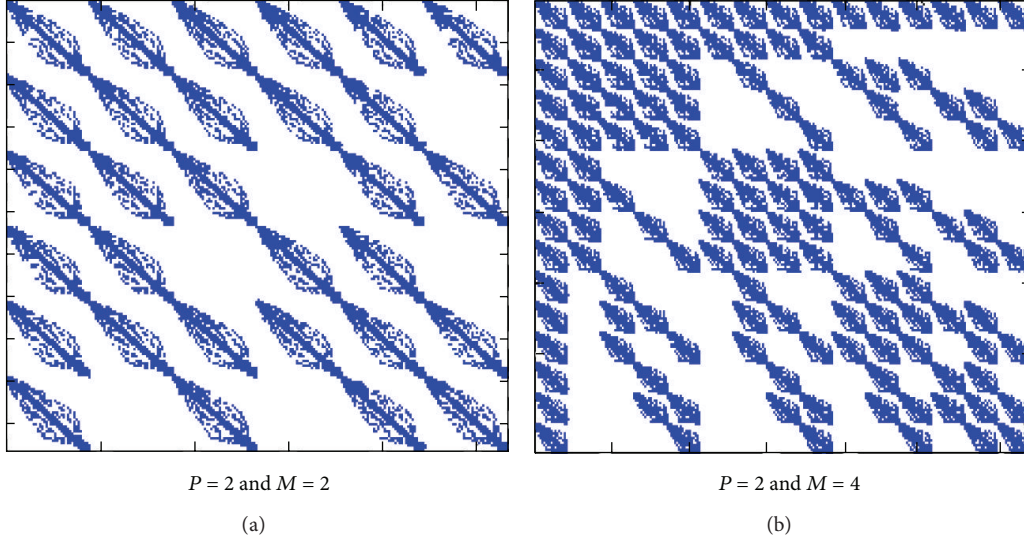 P = 2 and M = 2
P = 2 and M = 4
(a)
(b)